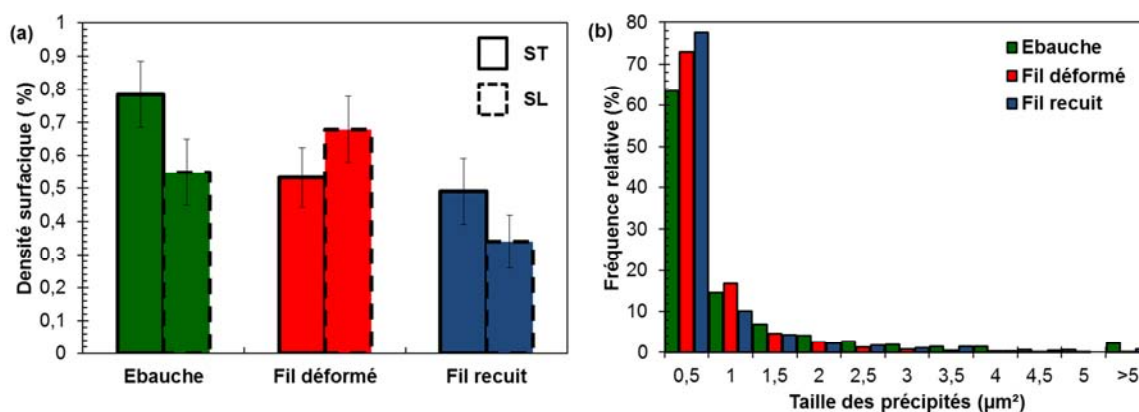 (a)
Densité surfacique ( %)
1
0,9
0,8
0,7
0,6
0,5
0,4
0,3
0,2
0,1
0
ST
SL
Ebauche Fil déformé Fil recuit
(b)
Fréquence relative (%)
80
70
60
50
40
30
20
10
0
Ebauche
Fil déformé
Fil recuit
0,5 1 1,5 2 2,5 3 3,5 4 4,5 5 >5
Taille des précipités (µm²)